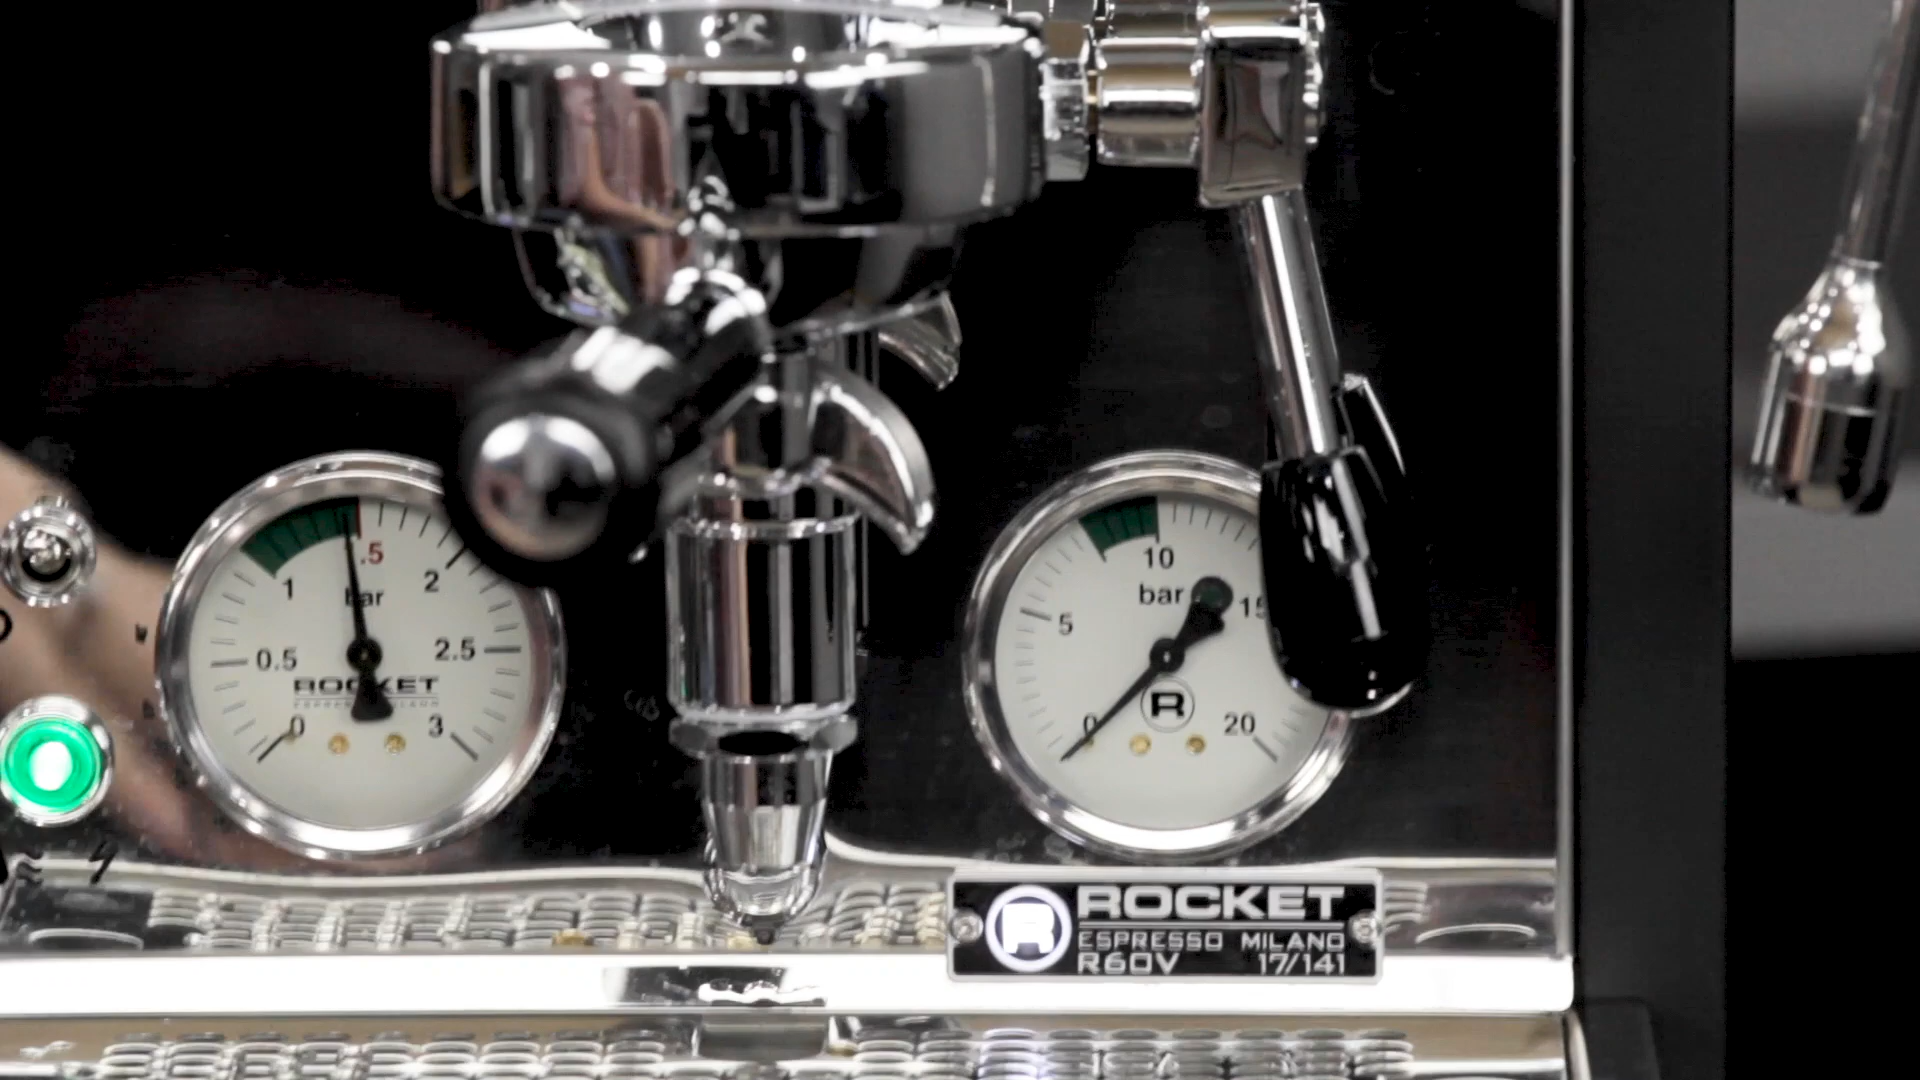 .5
1
bar
2
0.5
2.5
ROCKET
0
3
10
bar
15
5
R
0
20
R
ROCKET
ESPRESSO MILANO
R60V 17/141